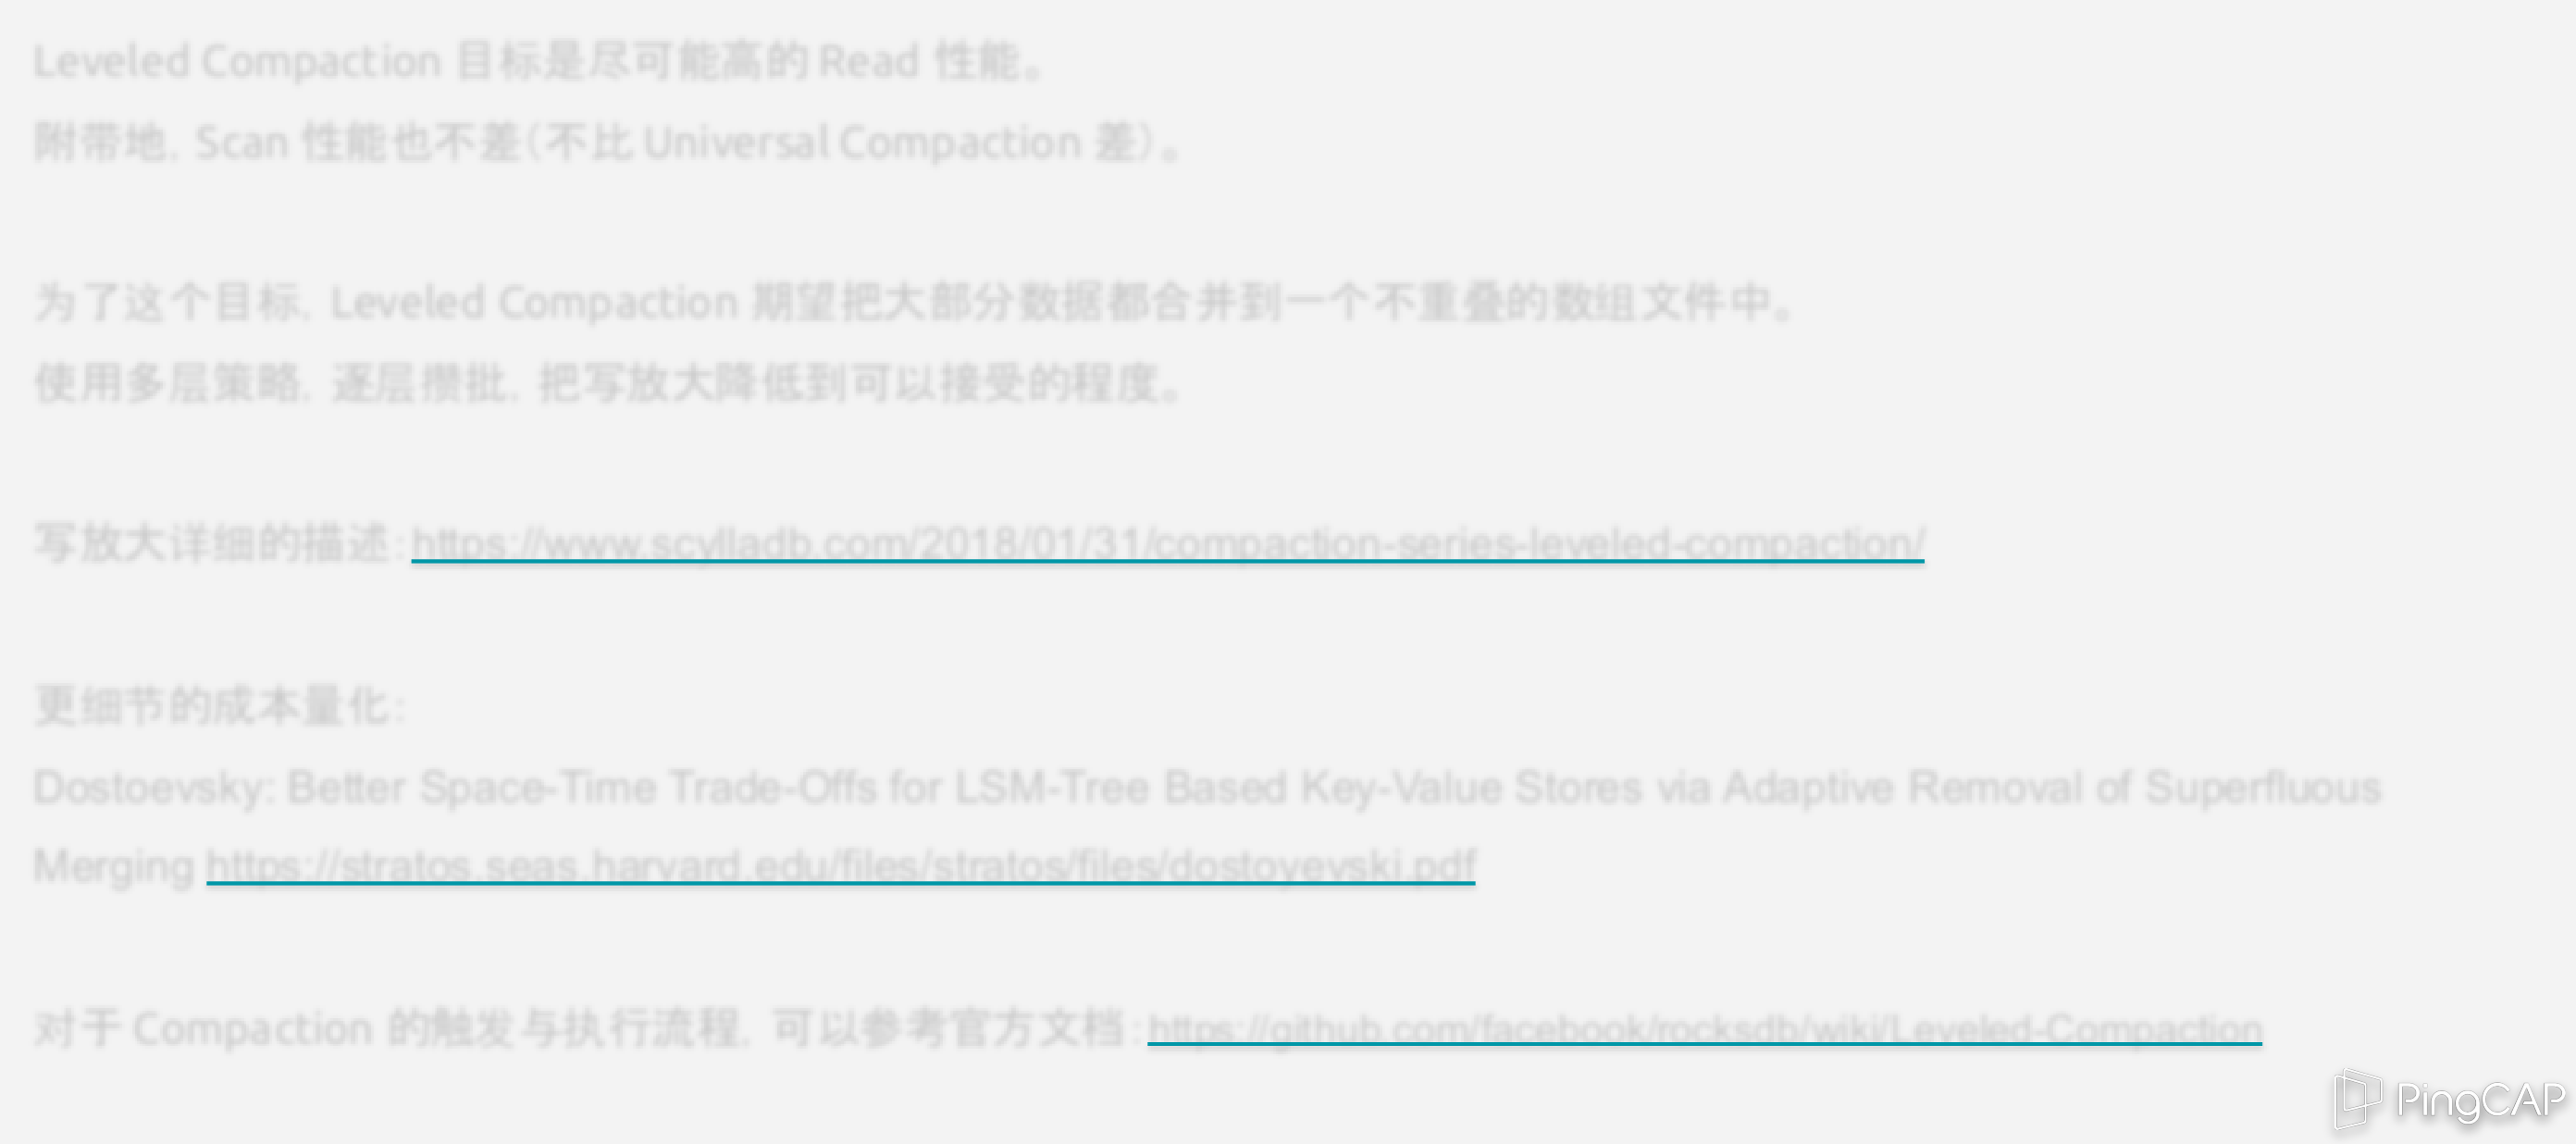 Leveled Compaction 目标是尽可能高的 Read 性能。
附带地, Scan 性能也不差(不比 Universal Compaction 差)。
为了这个目标, Leveled Compaction 期望把大部分数据都合并到一个不重叠的数组文件中。
使用多层策略, 逐层攒批, 把写放大降低到可以接受的程度。
写放大详细的描述: https://www.scylladb.com/2018/01/31/compaction-series-leveled-compaction/
更细节的成本量化:
Dostoevsky: Better Space-Time Trade-Offs for LSM-Tree Based Key-Value Stores via Adaptive Removal of Superfluous
Merging https://stratos.seas.harvard.edu/files/stratos/files/dostoyevski.pdf
对于 Compaction 的触发与执行流程, 可以参考官方文档: https://github.com/facebook/rocksdb/wiki/Leveled-Compaction
PingCAP